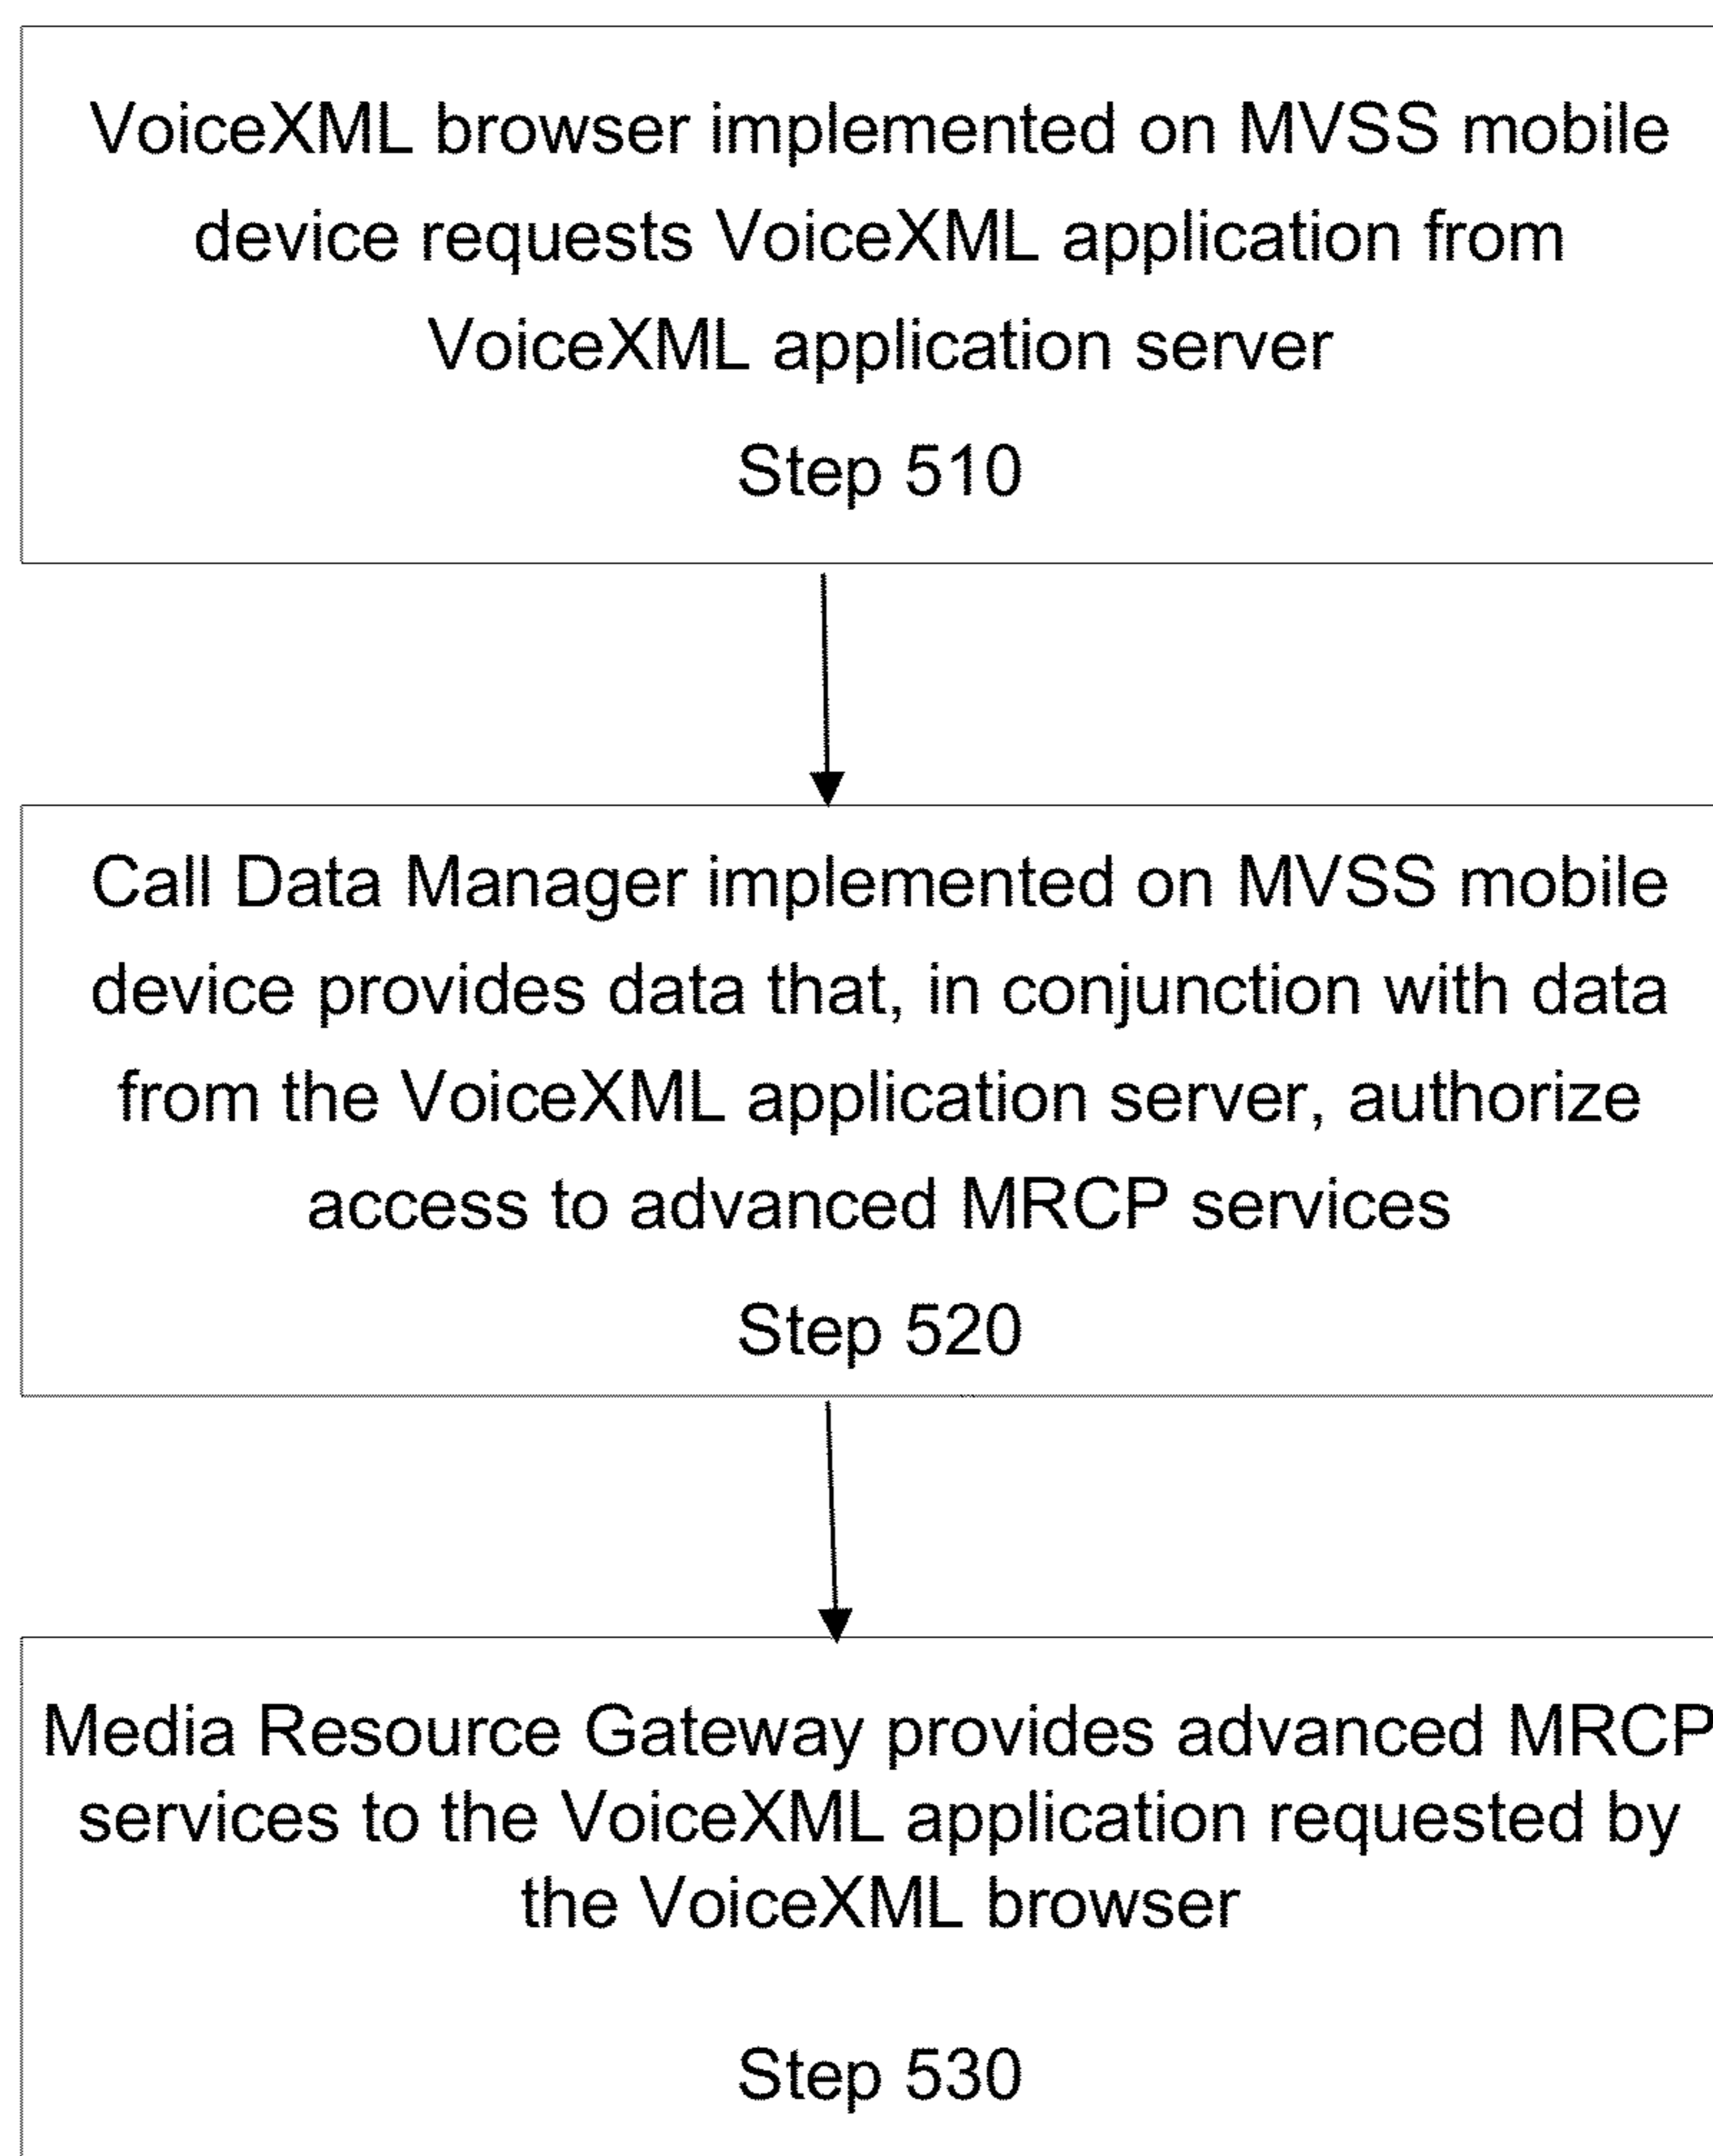 VoiceXML browser implemented on MVSS mobile
device requests VoiceXML application from
VoiceXML application server
Step 510
Call Data Manager implemented on MVSS mobile
device provides data that, in conjunction with data
from the VoiceXML application server, authorize
access to advanced MRCP services
Step 520
Media Resource Gateway provides advanced MRCP
services to the VoiceXML application requested by
the VoiceXML browser
Step 530